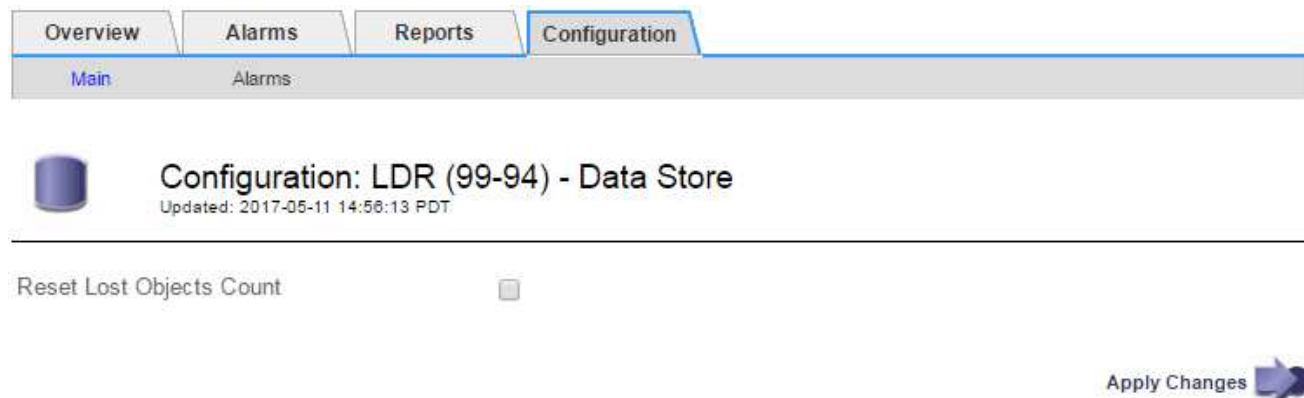 Overview Alarms Reports Configuration
Main Alarms
Configuration: LDR (99-94) - Data Store
Updated: 2017-05-11 14:56:13 PDT
Reset Lost Objects Count
Apply Changes